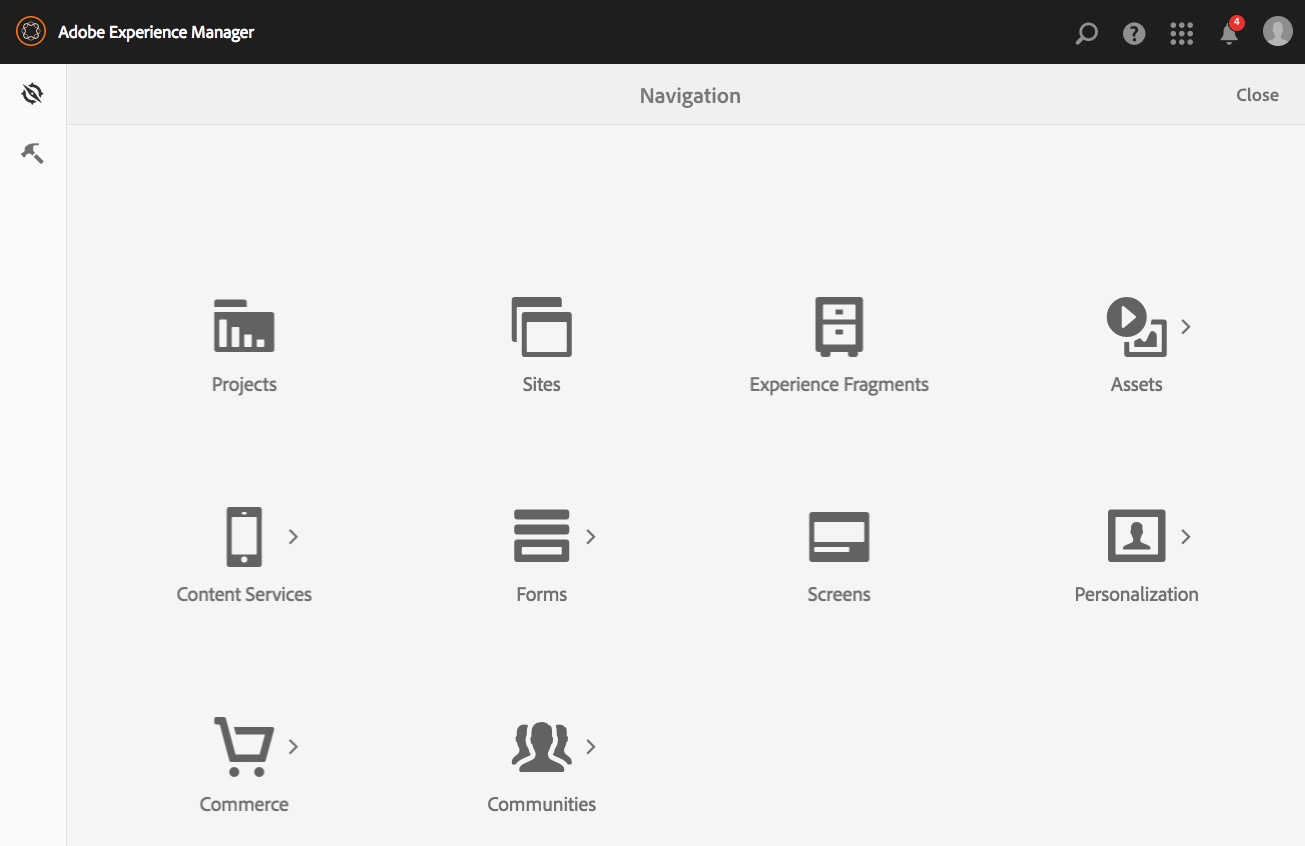 Adobe Experience Manager
4
Navigation
Close
Projects
Sites
Experience Fragments
Assets
Content Services
Forms
Screens
Personalization
Commerce
Communities